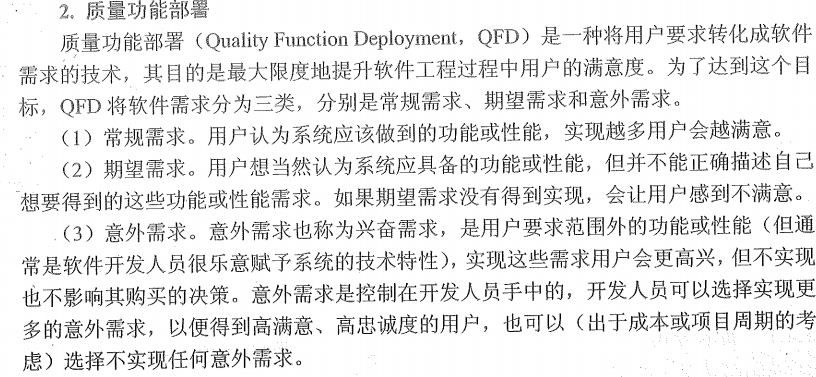 2. 质量功能部署
质量功能部署（Quality Function Deployment，QFD）是一种将用户要求转化成软件
需求的技术，其目的是最大限度地提升软件工程过程中用户的满意度。为了达到这个目
标，QFD 将软件需求分为三类，分别是常规需求、期望需求和意外需求。
（1）常规需求。用户认为系统应该做到的功能或性能，实现越多用户会越满意。
（2）期望需求。用户想当然认为系统应具备的功能或性能，但并不能正确描述自己
想要得到的这些功能或性能需求。如果期望需求没有得到实现，会让用户感到不满意。
（3）意外需求。意外需求也称为兴奋需求，是用户要求范围外的功能或性能（但通
常是软件开发人员很乐意赋予系统的技术特性），实现这些需求用户会更高兴，但不实现
也不影响其购买的决策。意外需求是控制在开发人员手中的，开发人员可以选择实现更
多的意外需求，以便得到高满意、高忠诚度的用户，也可以（出于成本或项目周期的考
虑）选择不实现任何意外需求。